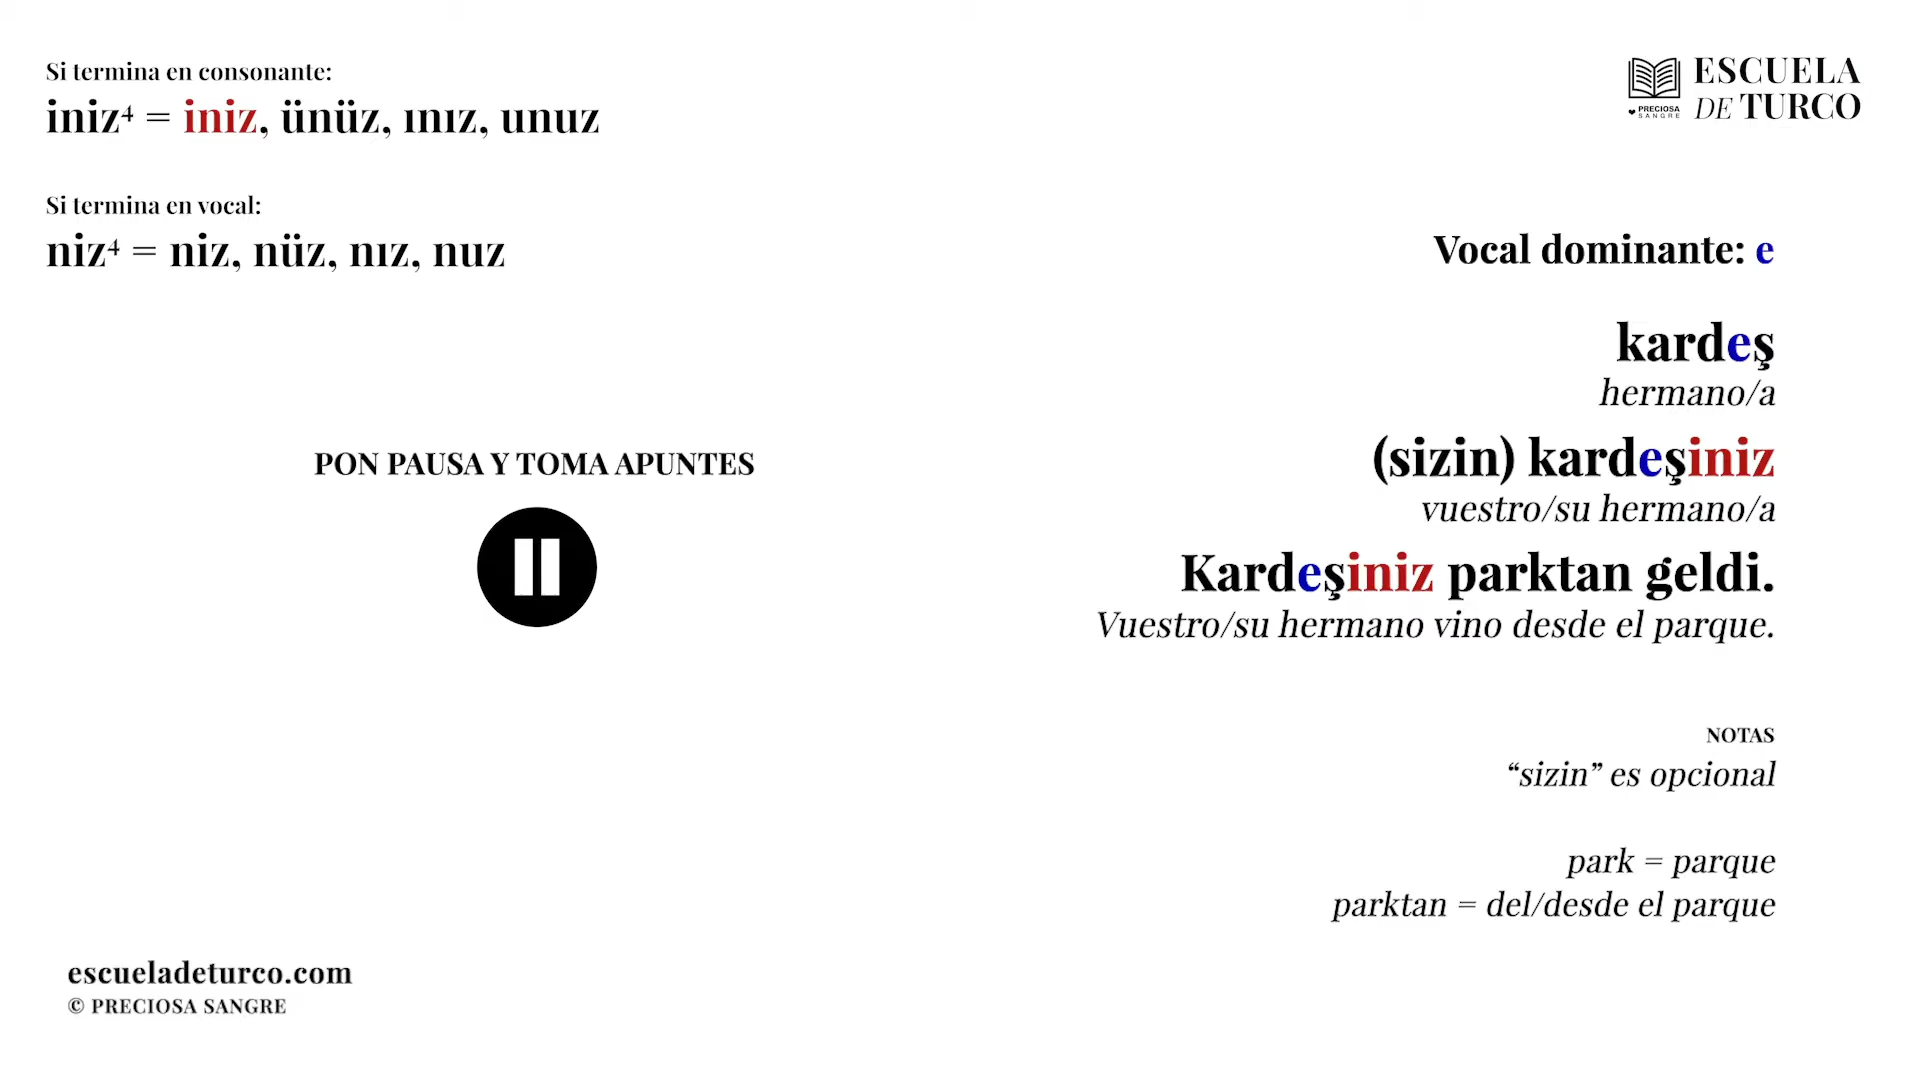 Si termina en consonante:
iniz⁴ = iniz, ünüz, ınız, unuz
Si termina en vocal:
niz⁴ = niz, nüz, nız, nuz
PON PAUSA Y TOMA APUNTES
ESCUELA
DE TURCO
PRECIOSA
SANGRE
Vocal dominante: e
kardeş
hermano/a
(sizin) kardeşiniz
vuestro/su hermano/a
Kardeşiniz parktan geldi.
Vuestro/su hermano vino desde el parque.
NOTAS
“sizin” es opcional
park = parque
parktan = del/desde el parque
escueladeturco.com
© PRECIOSA SANGRE